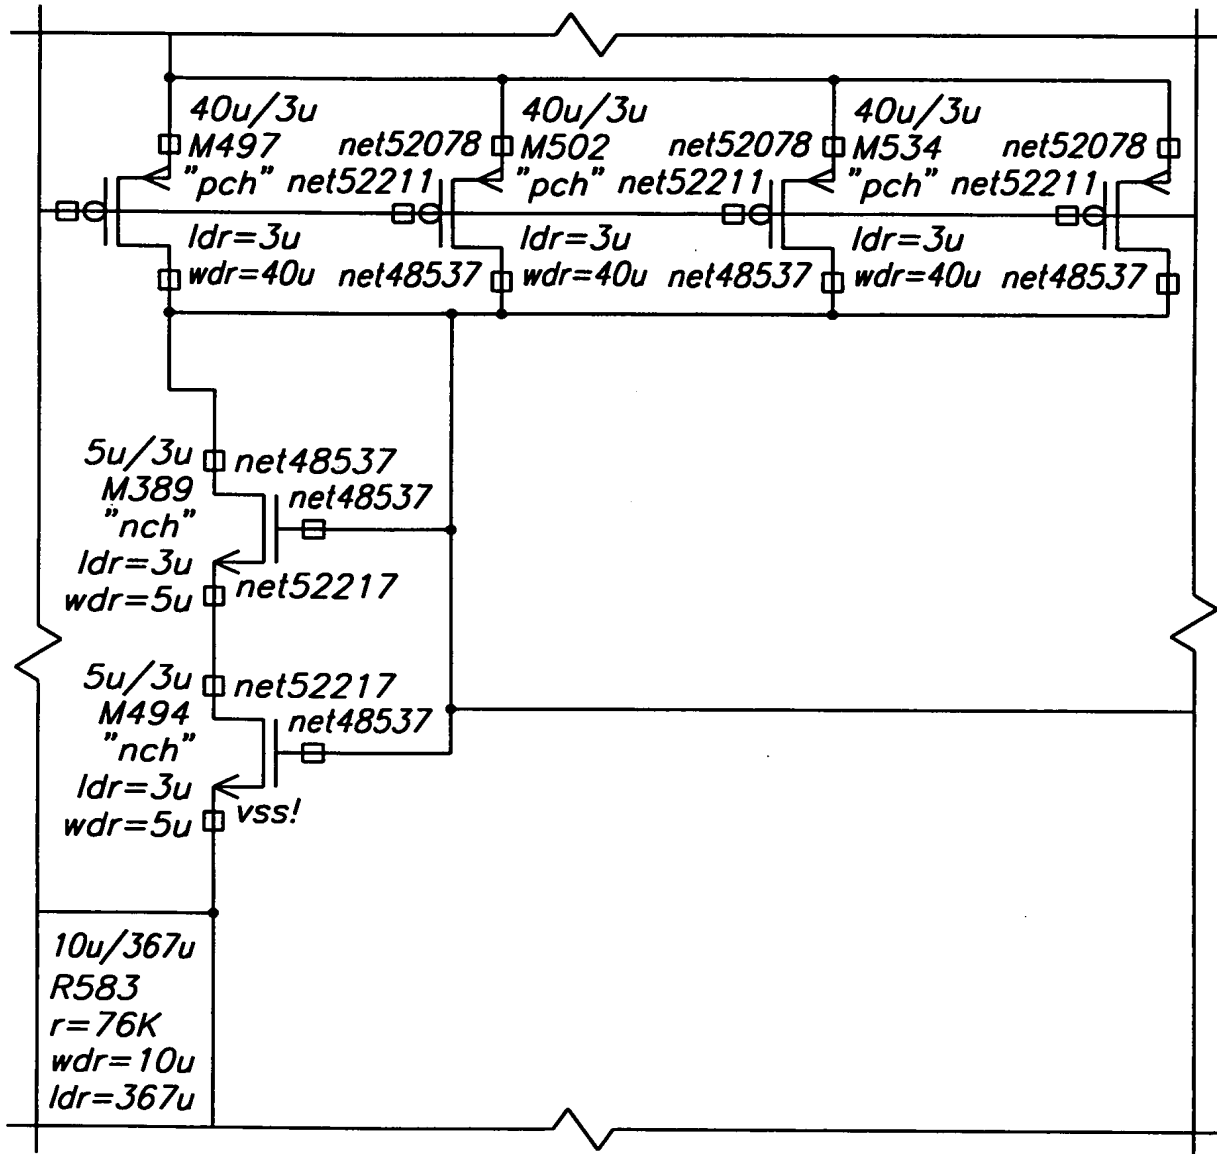 40u/3u
M497
"pch"
ldr=3u
wdr=40u
net52078
net52211
net48537
40u/3u
M502
"pch"
ldr=3u
wdr=40u
net52078
net52211
net48537
40u/3u
M534
"pch"
ldr=3u
wdr=40u
net52078
net52211
net48537
5u/3u
M389
"nch"
ldr=3u
wdr=5u
net48537
net48537
net52217
5u/3u
M494
"nch"
ldr=3u
wdr=5u
net52217
net48537
vss!
10u/367u
R583
r=76K
wdr=10u
ldr=367u